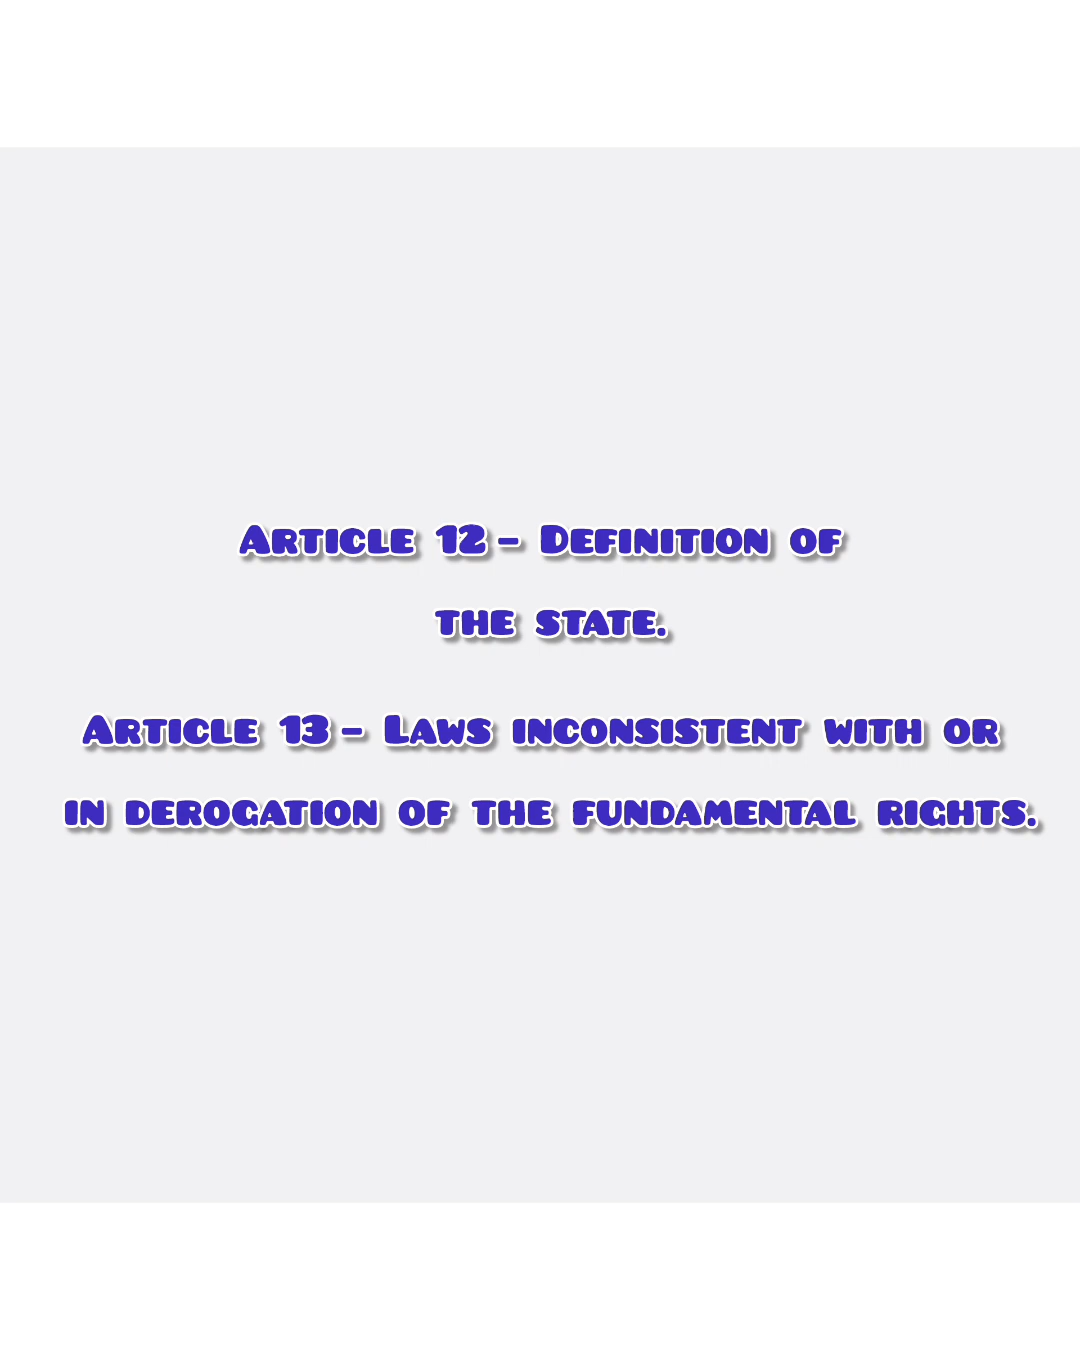 Article 12 – Definition of
the state.
Article 13 – Laws inconsistent with or
in derogation of the fundamental rights.